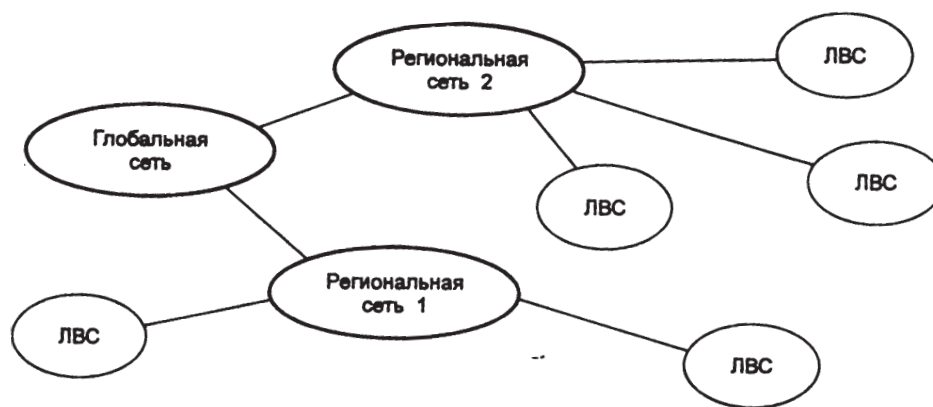 Региональная
сеть 2
ЛВС
Глобальная
сеть
ЛВС
ЛВС
Региональная
сеть 1
ЛВС
ЛВС